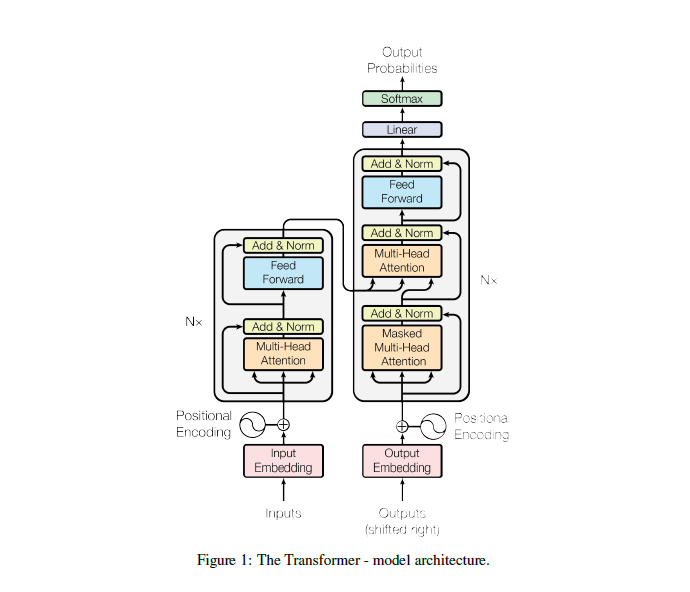 Output
Probabilities
Softmax
Linear
Add & Norm
Feed
Forward
Add & Norm
Multi-Head
Attention
Add & Norm
Masked
Multi-Head
Attention
Nx
Add & Norm
Feed
Forward
Add & Norm
Multi-Head
Attention
Nx
Positional
Encoding
Positional
Encoding
Input
Embedding
Output
Embedding
Inputs
Outputs
(shifted right)
Figure 1: The Transformer - model architecture.